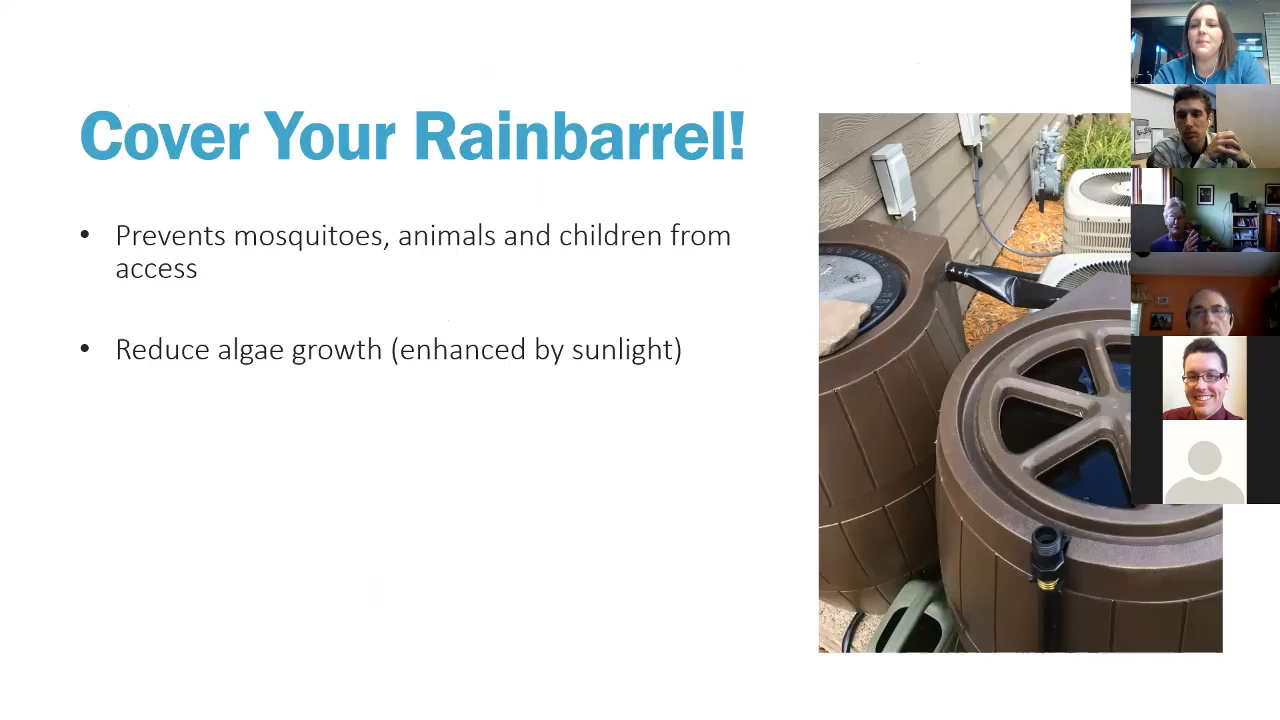 Cover Your Rainbarrel!
• Prevents mosquitoes, animals and children from
access
• Reduce algae growth (enhanced by sunlight)